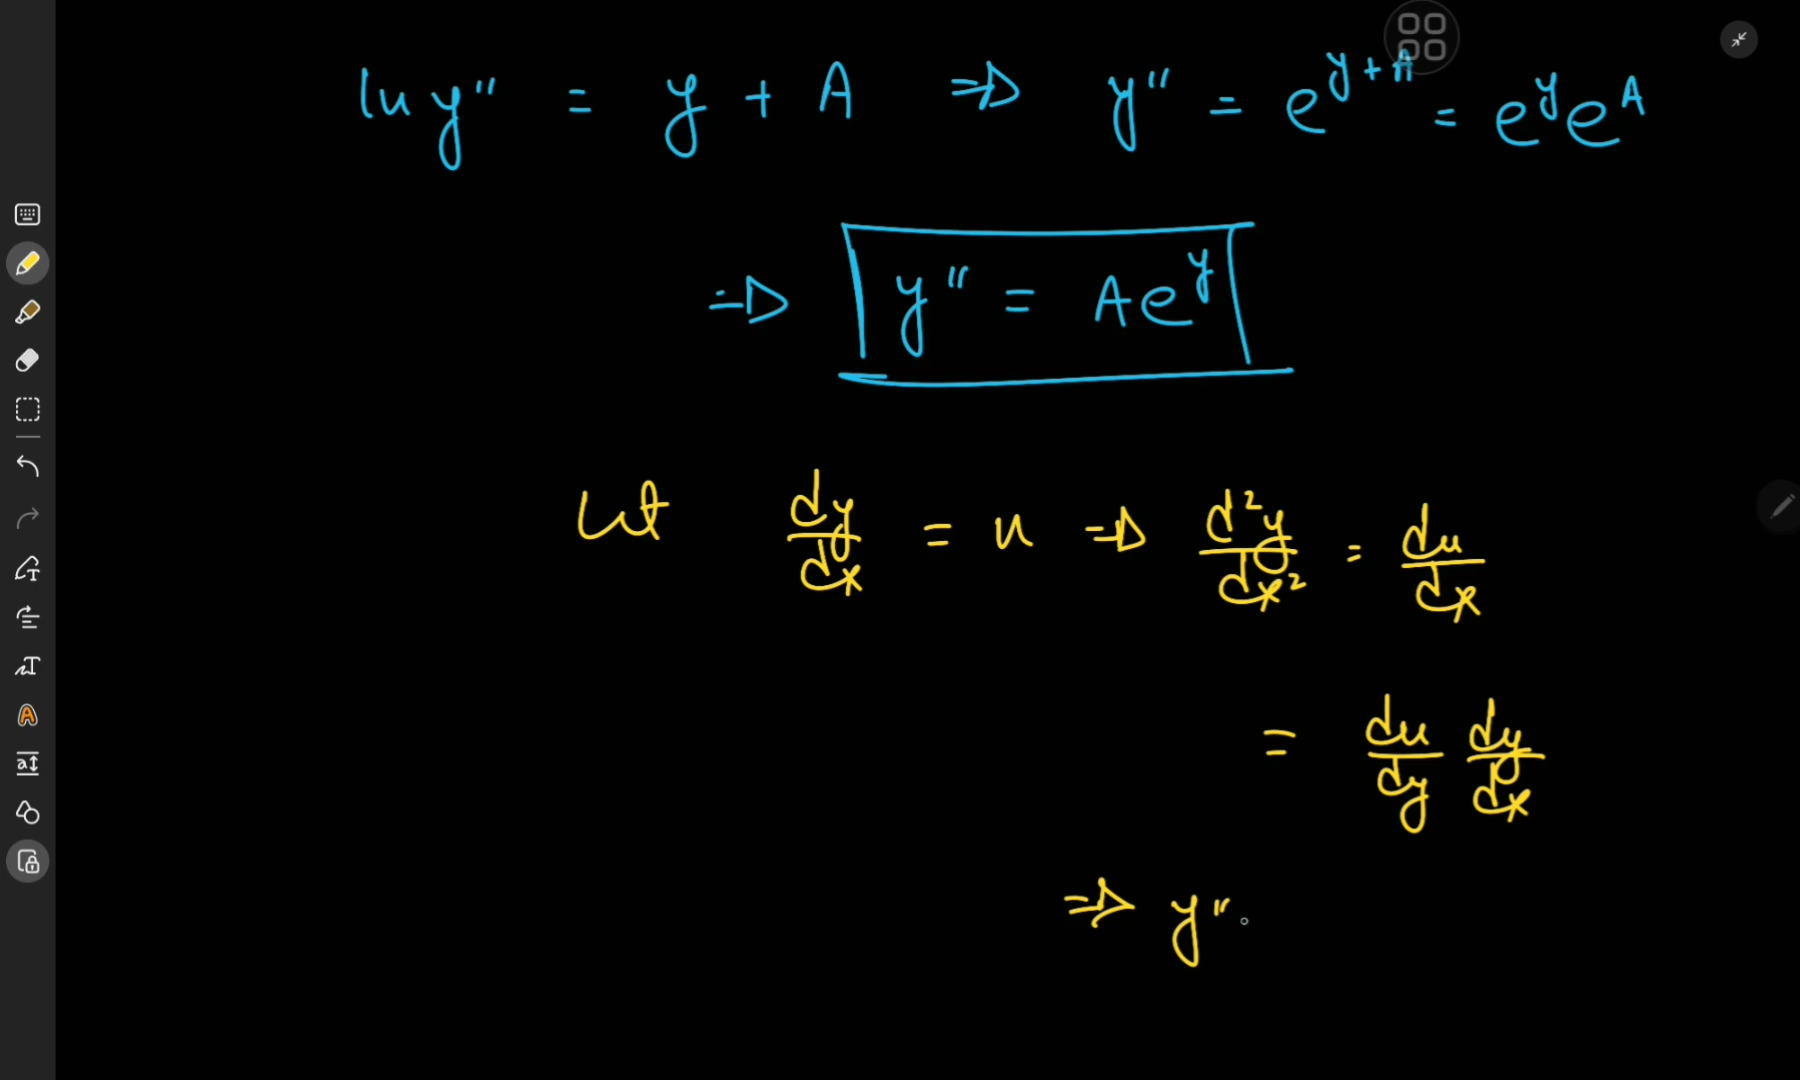 ln y'' = y + A ⇒ y'' = e^{y+A} = e^y e^A
⇒ y'' = Ae^y
Let dy/dx = u ⇒ d²y/dx² = du/dx
= du/dy dy/dx
⇒ y''